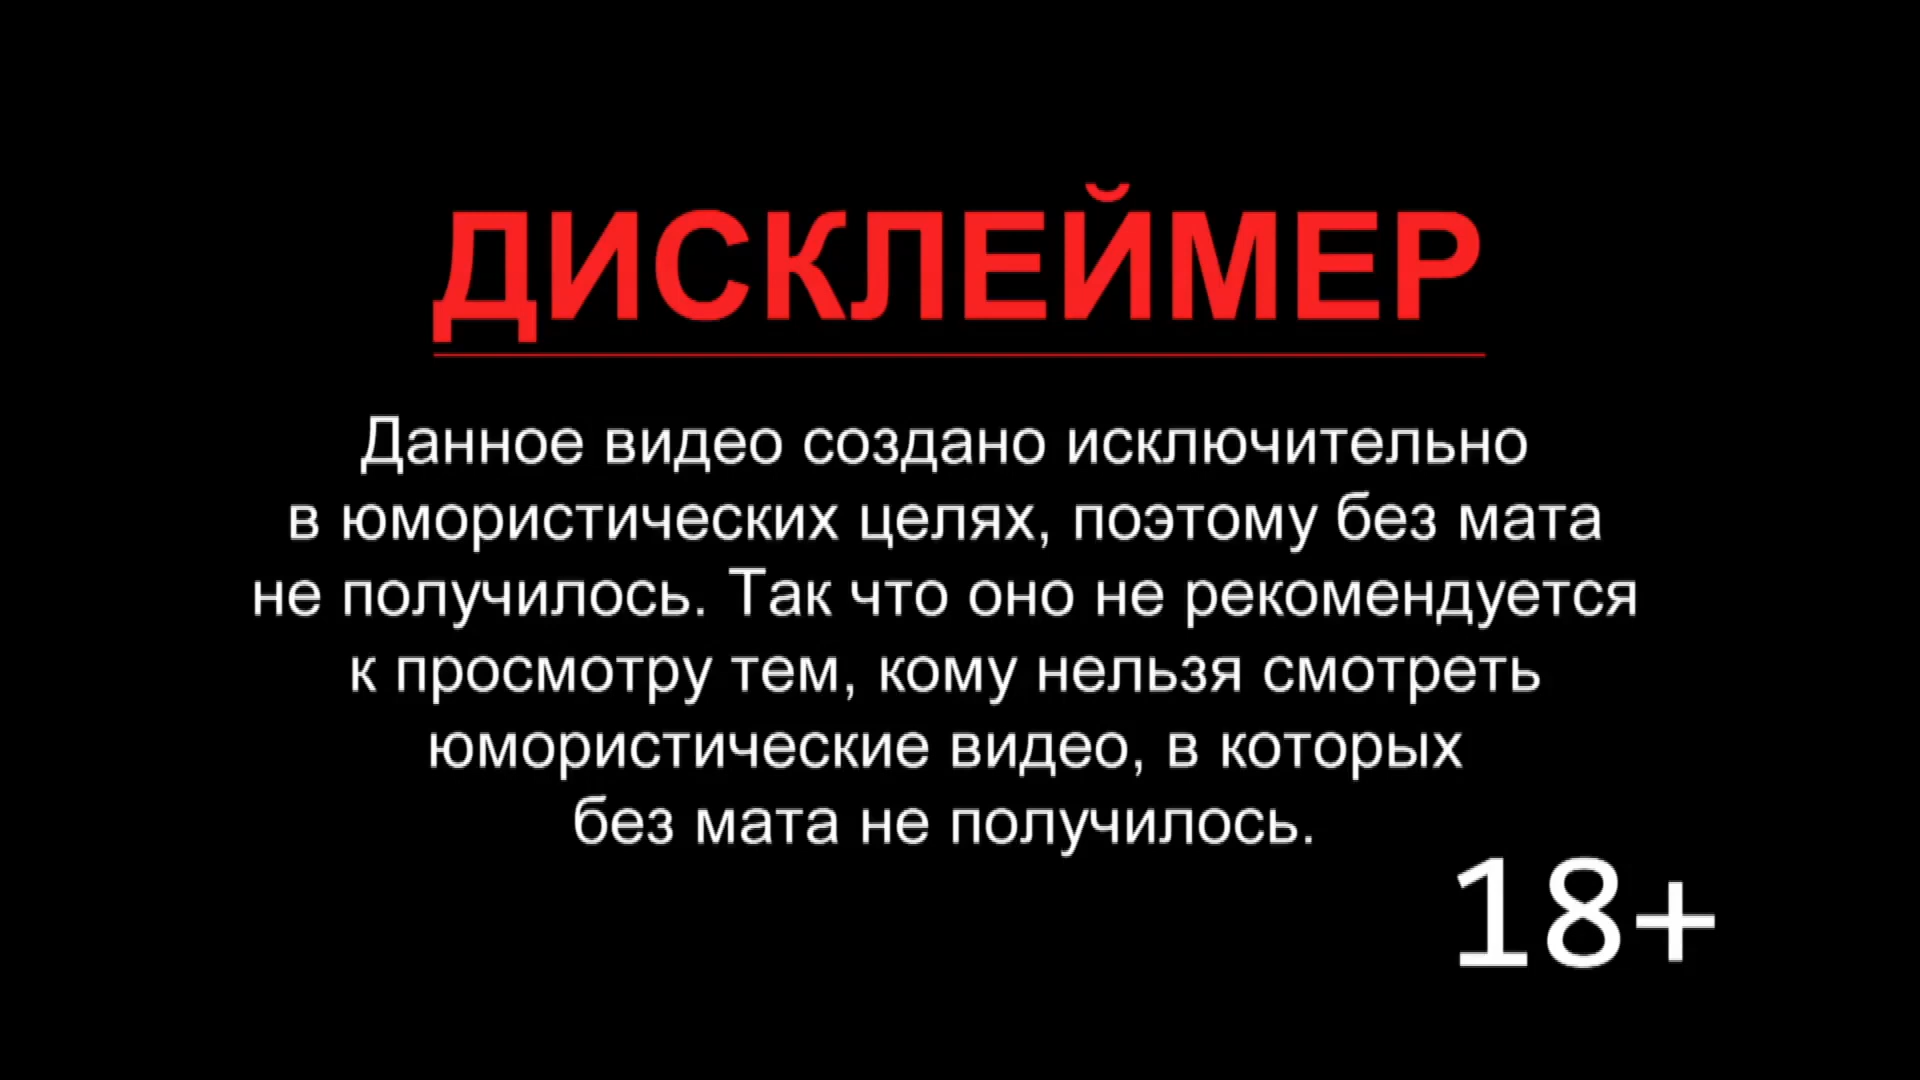 ДИСКЛЕЙМЕР
Данное видео создано исключительно
в юмористических целях, поэтому без мата
не получилось. Так что оно не рекомендуется
к просмотру тем, кому нельзя смотреть
юмористические видео, в которых
без мата не получилось.
18+